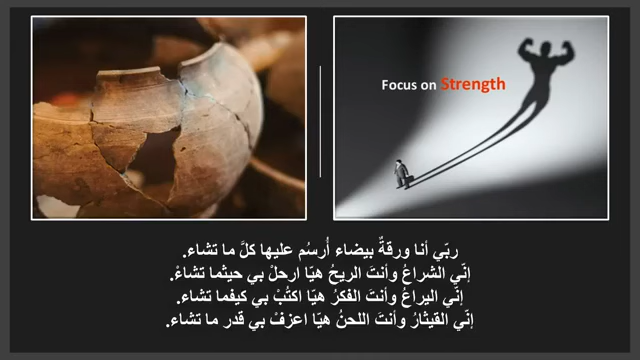 Focus on Strength
ربّي أنا ورقةٌ بيضاء أُرسُم عليها كلَّ ما تشاء.
إنّي الشراعُ وأنتَ الريحُ هيّا ارحلْ بي حيثما تشاءْ.
إنّي اليراعُ وأنتَ الفكرُ هيّا اكتُبْ بي كيفما تشاء.
إنّي القيثارُ وأنتَ اللحنُ هيّا اعزفْ بي قدر ما تشاء.